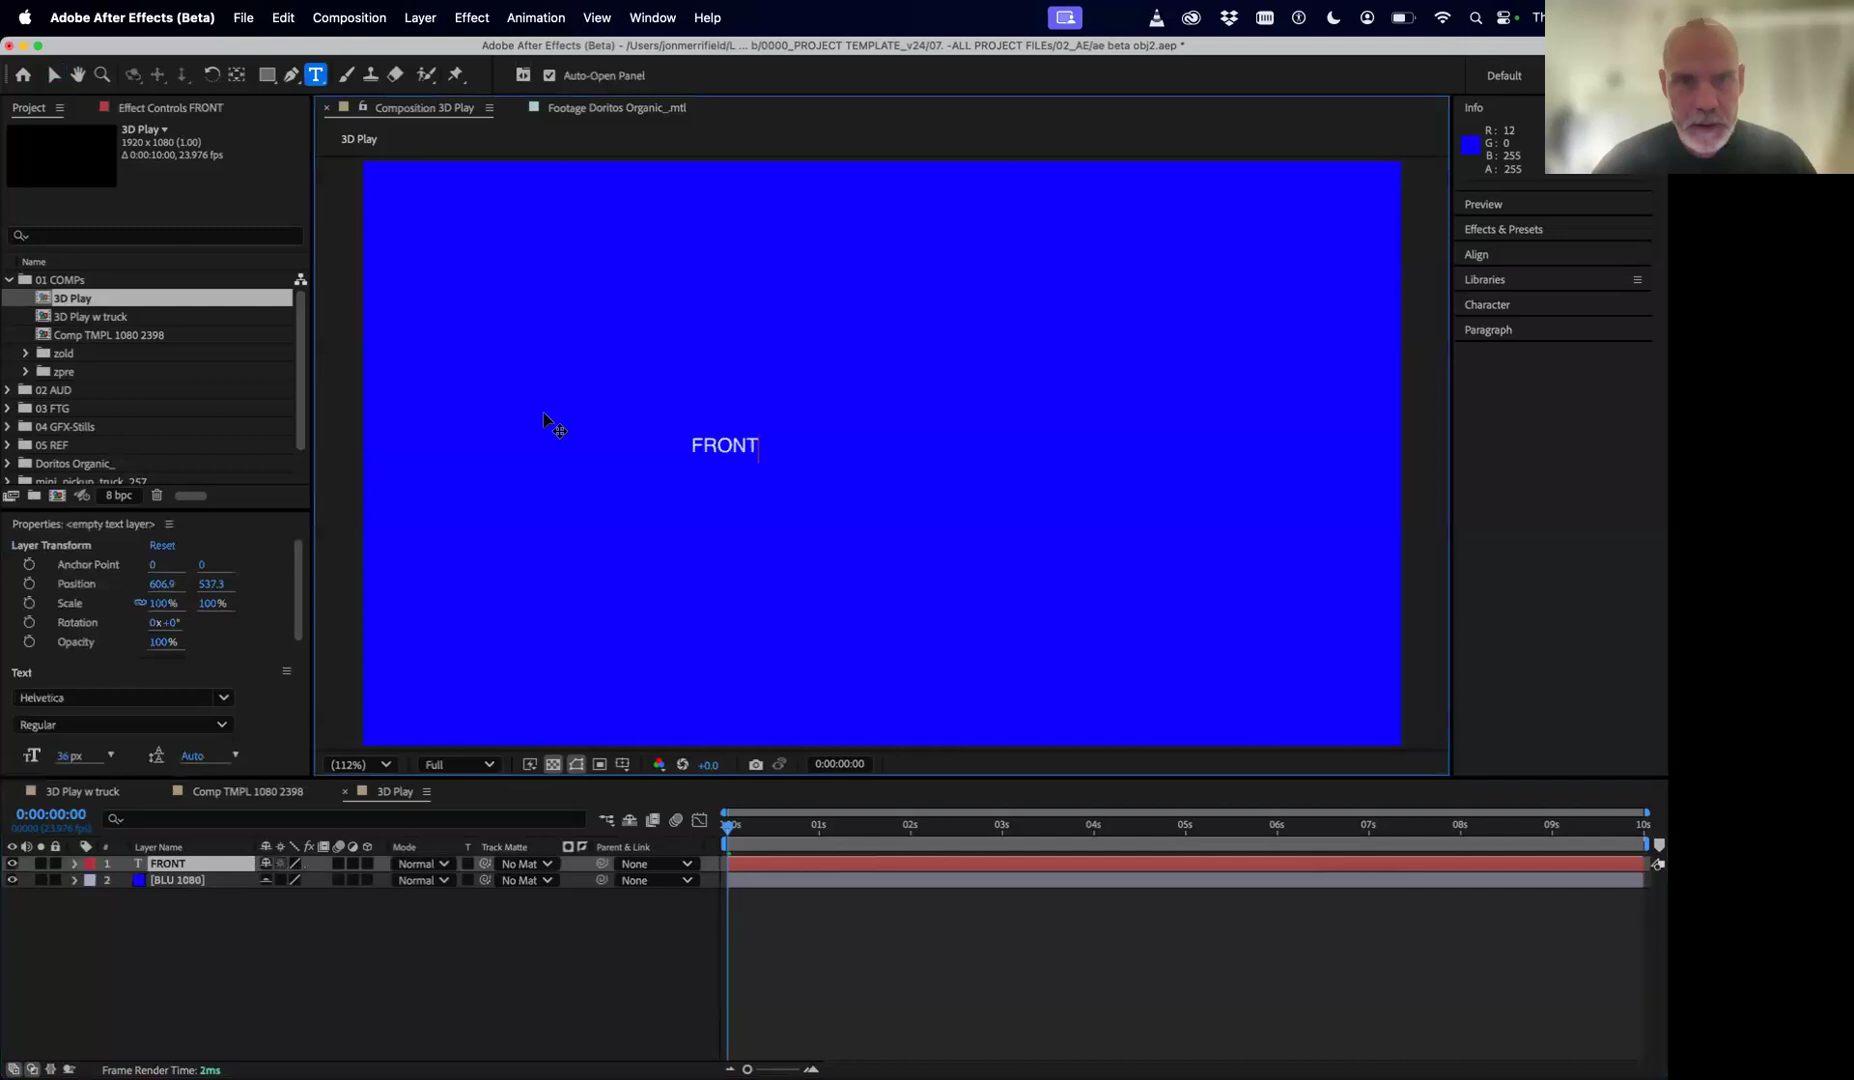 Adobe After Effects (Beta) File Edit Composition Layer Effect Animation View Window Help
Adobe After Effects (Beta) - /Users/jonmerrifield/L ... b/0000_PROJECT TEMPLATE_v24/07. -ALL PROJECT FILEs/02_AE/ae beta obj2.aep *
T Auto-Open Panel Default
Project Effect Controls FRONT × Composition 3D Play Footage Doritos Organic_.mtl Info
3D Play
1920 x 1080 (1.00)
Δ 0:00:10:00, 23.976 fps
3D Play
R: 12
G: 0
B: 255
A: 255
Preview
Effects & Presets
Align
Libraries
Character
Paragraph
Name
01 COMPs
3D Play
3D Play w truck
Comp TMPL 1080 2398
zold
zpre
02 AUD
03 FTG
04 GFX-Stills
05 REF
Doritos Organic_
mini_pickup_truck_257
8 bpc
FRONT
Properties: <empty text layer>
Layer Transform Reset
Anchor Point 0 0
Position 606.9 537.3
Scale 100% 100%
Rotation 0x+0°
Opacity 100%
Text
Helvetica
Regular
36 px Auto
(112%) Full +0.0 0:00:00:00
3D Play w truck Comp TMPL 1080 2398 × 3D Play
0:00:00:00
00000 (23.976 fps)
01s 02s 03s 04s 05s 06s 07s 08s 09s 10s
# Layer Name fx Mode T Track Matte Parent & Link
1 T FRONT Normal No Mat None
2 [BLU 1080] Normal No Mat None
Frame Render Time: 2ms